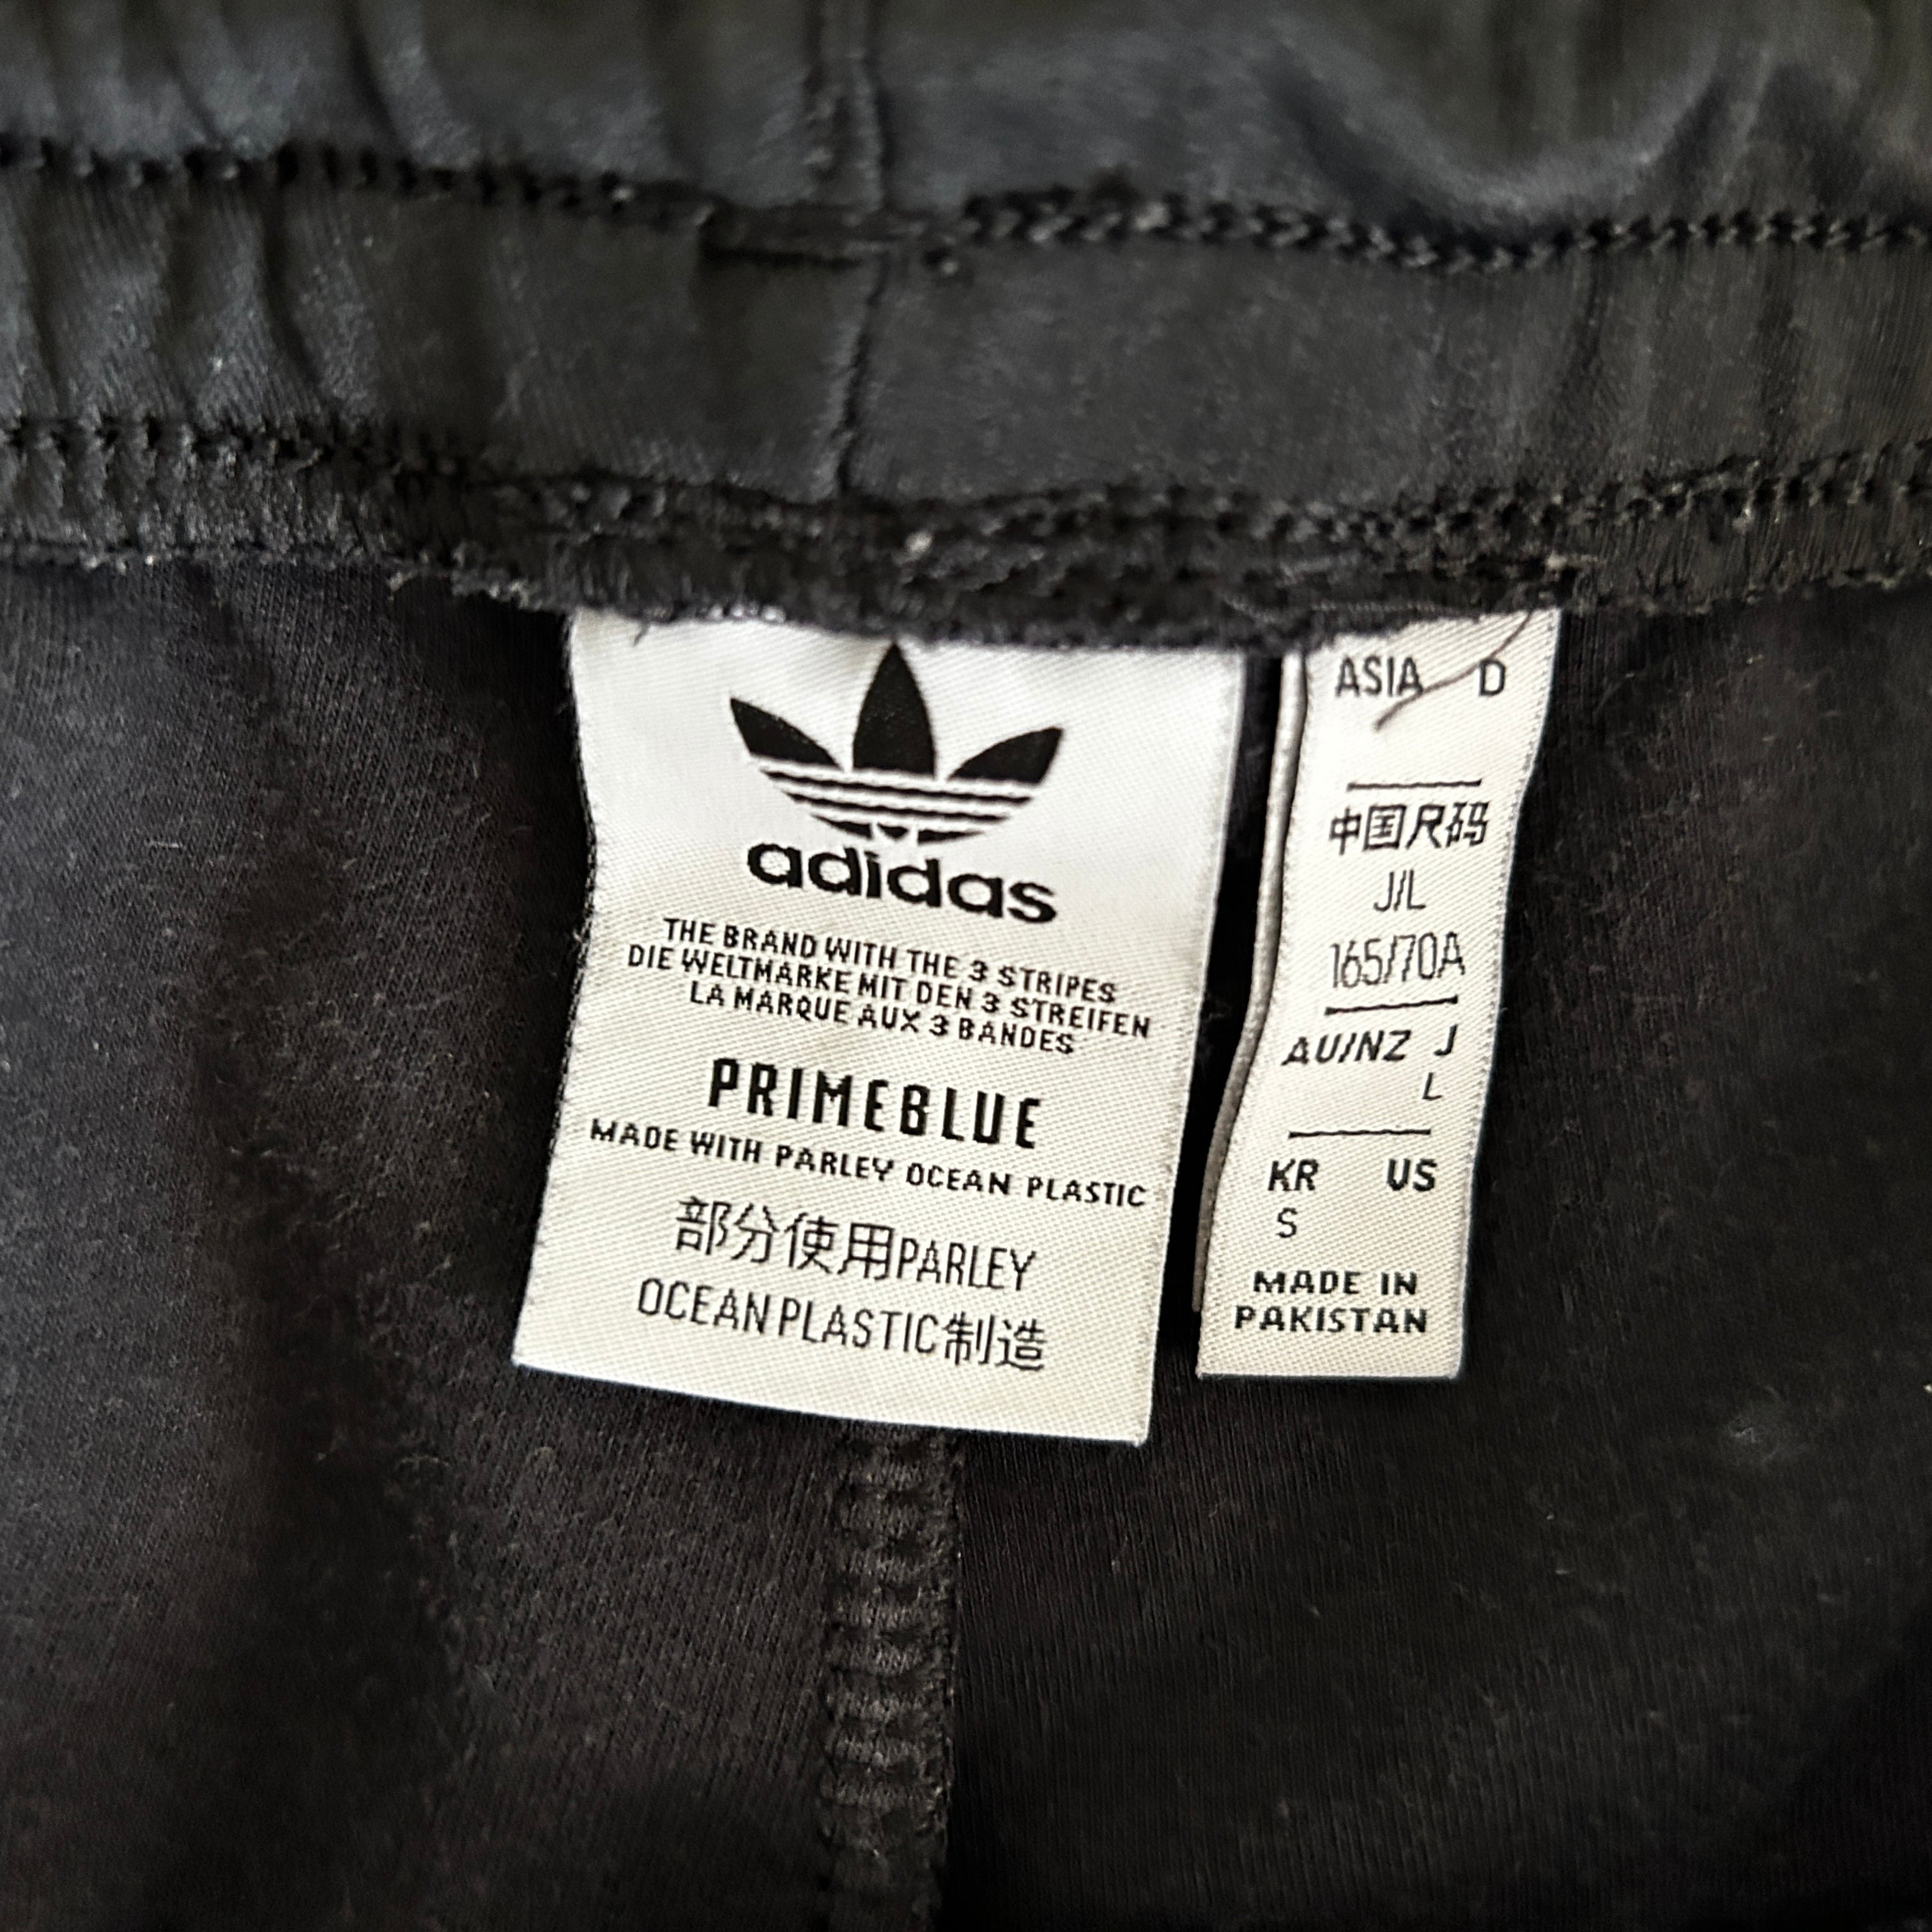 adidas
THE BRAND WITH THE 3 STRIPES
DIE WELTMARKE MIT DEN 3 STREIFEN
LA MARQUE AUX 3 BANDES
PRIMEBLUE
MADE WITH PARLEY OCEAN PLASTIC
部分使用PARLEY
OCEAN PLASTIC制造
ASIA D
中国尺码
J/L
165/70A
AU/NZ J
L
KR US
S
MADE IN
PAKISTAN